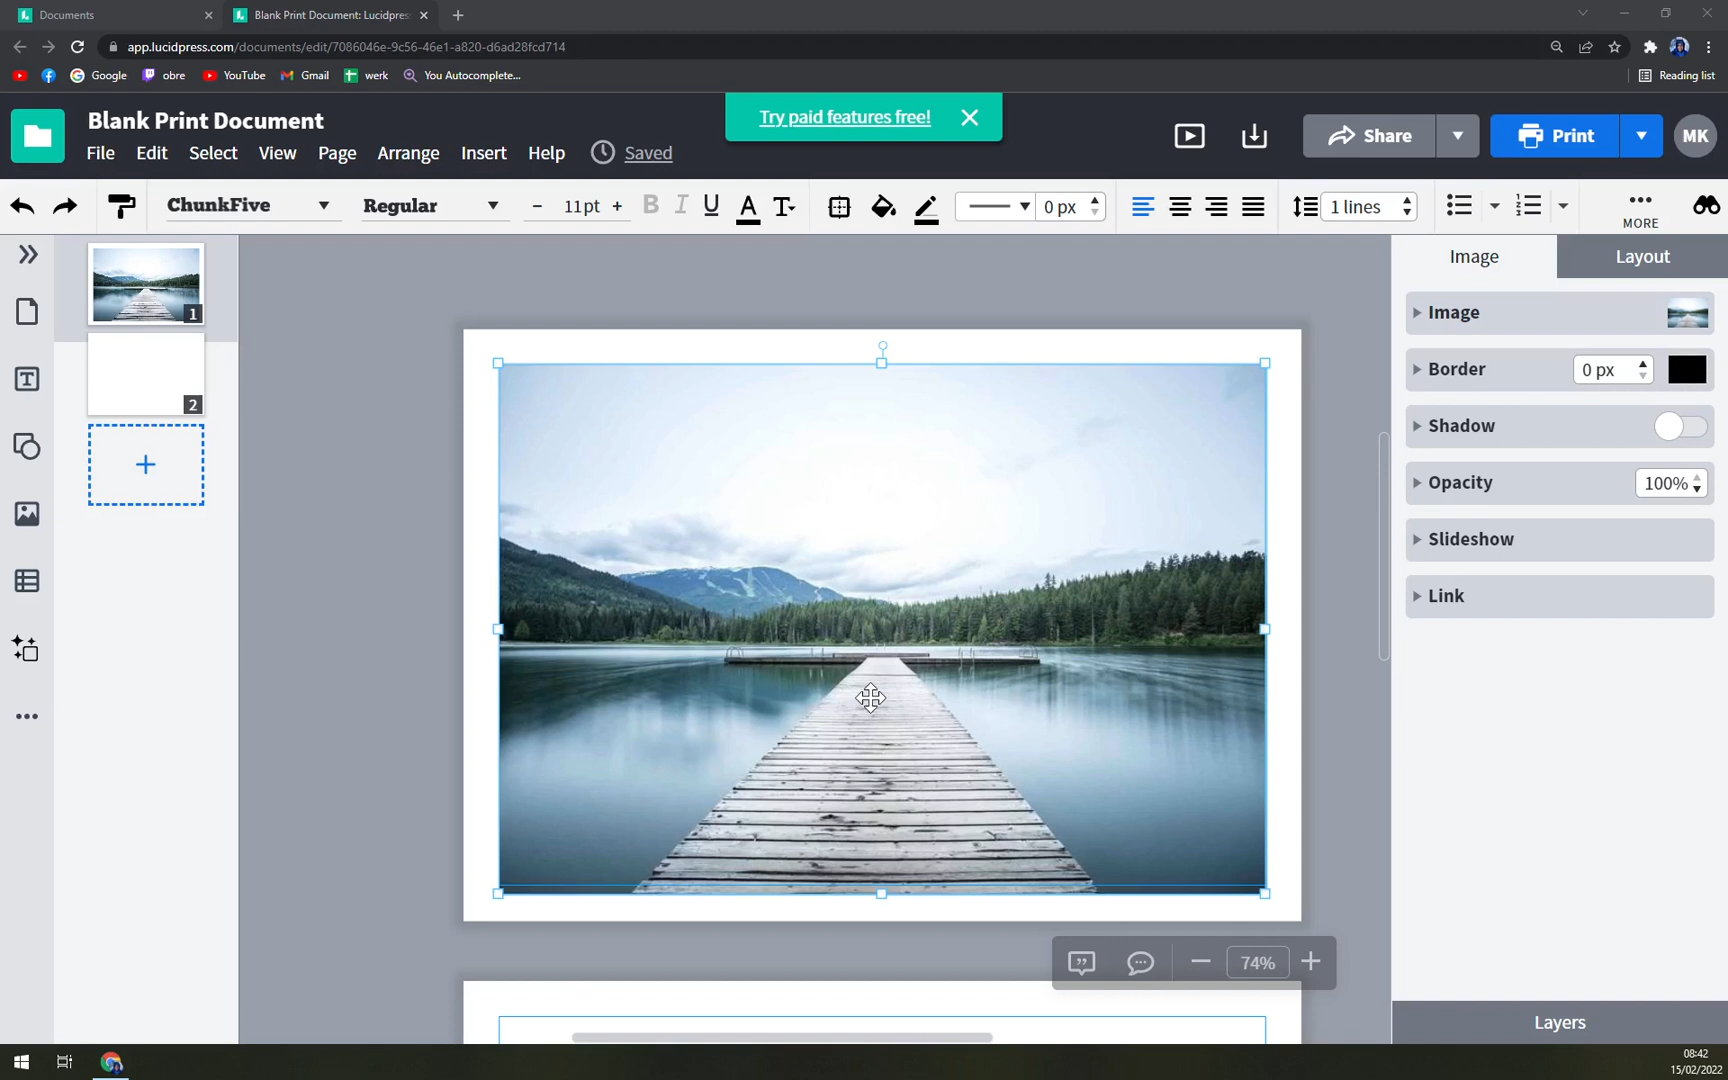 Documents
Blank Print Document: Lucidpres
app.lucidpress.com/documents/edit/7086046e-9c56-46e1-a820-d6ad28fcd714
Google
obre
YouTube
Gmail
werk
You Autocomplete...
Reading list
Blank Print Document
Try paid features free!
Share
Print
MK
File
Edit
Select
View
Page
Arrange
Insert
Help
Saved
ChunkFive
Regular
- 11pt +
B I U A T
0 px
1 lines
MORE
1
2
+
Image
Layout
Image
Border
0 px
Shadow
Opacity
100%
Slideshow
Link
74%
Layers
08:42
15/02/2022